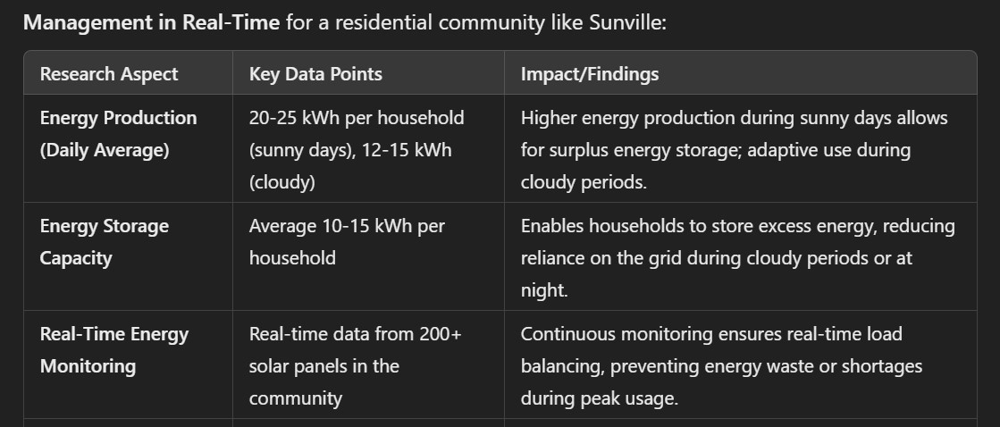 Management in Real-Time for a residential community like Sunville:
Research Aspect
Key Data Points
Impact/Findings
Energy Production
(Daily Average)
20-25 kWh per household
(sunny days), 12-15 kWh
(cloudy)
Higher energy production during sunny days allows
for surplus energy storage; adaptive use during
cloudy periods.
Energy Storage
Capacity
Average 10-15 kWh per
household
Enables households to store excess energy, reducing
reliance on the grid during cloudy periods or at
night.
Real-Time Energy
Monitoring
Real-time data from 200+
solar panels in the
community
Continuous monitoring ensures real-time load
balancing, preventing energy waste or shortages
during peak usage.